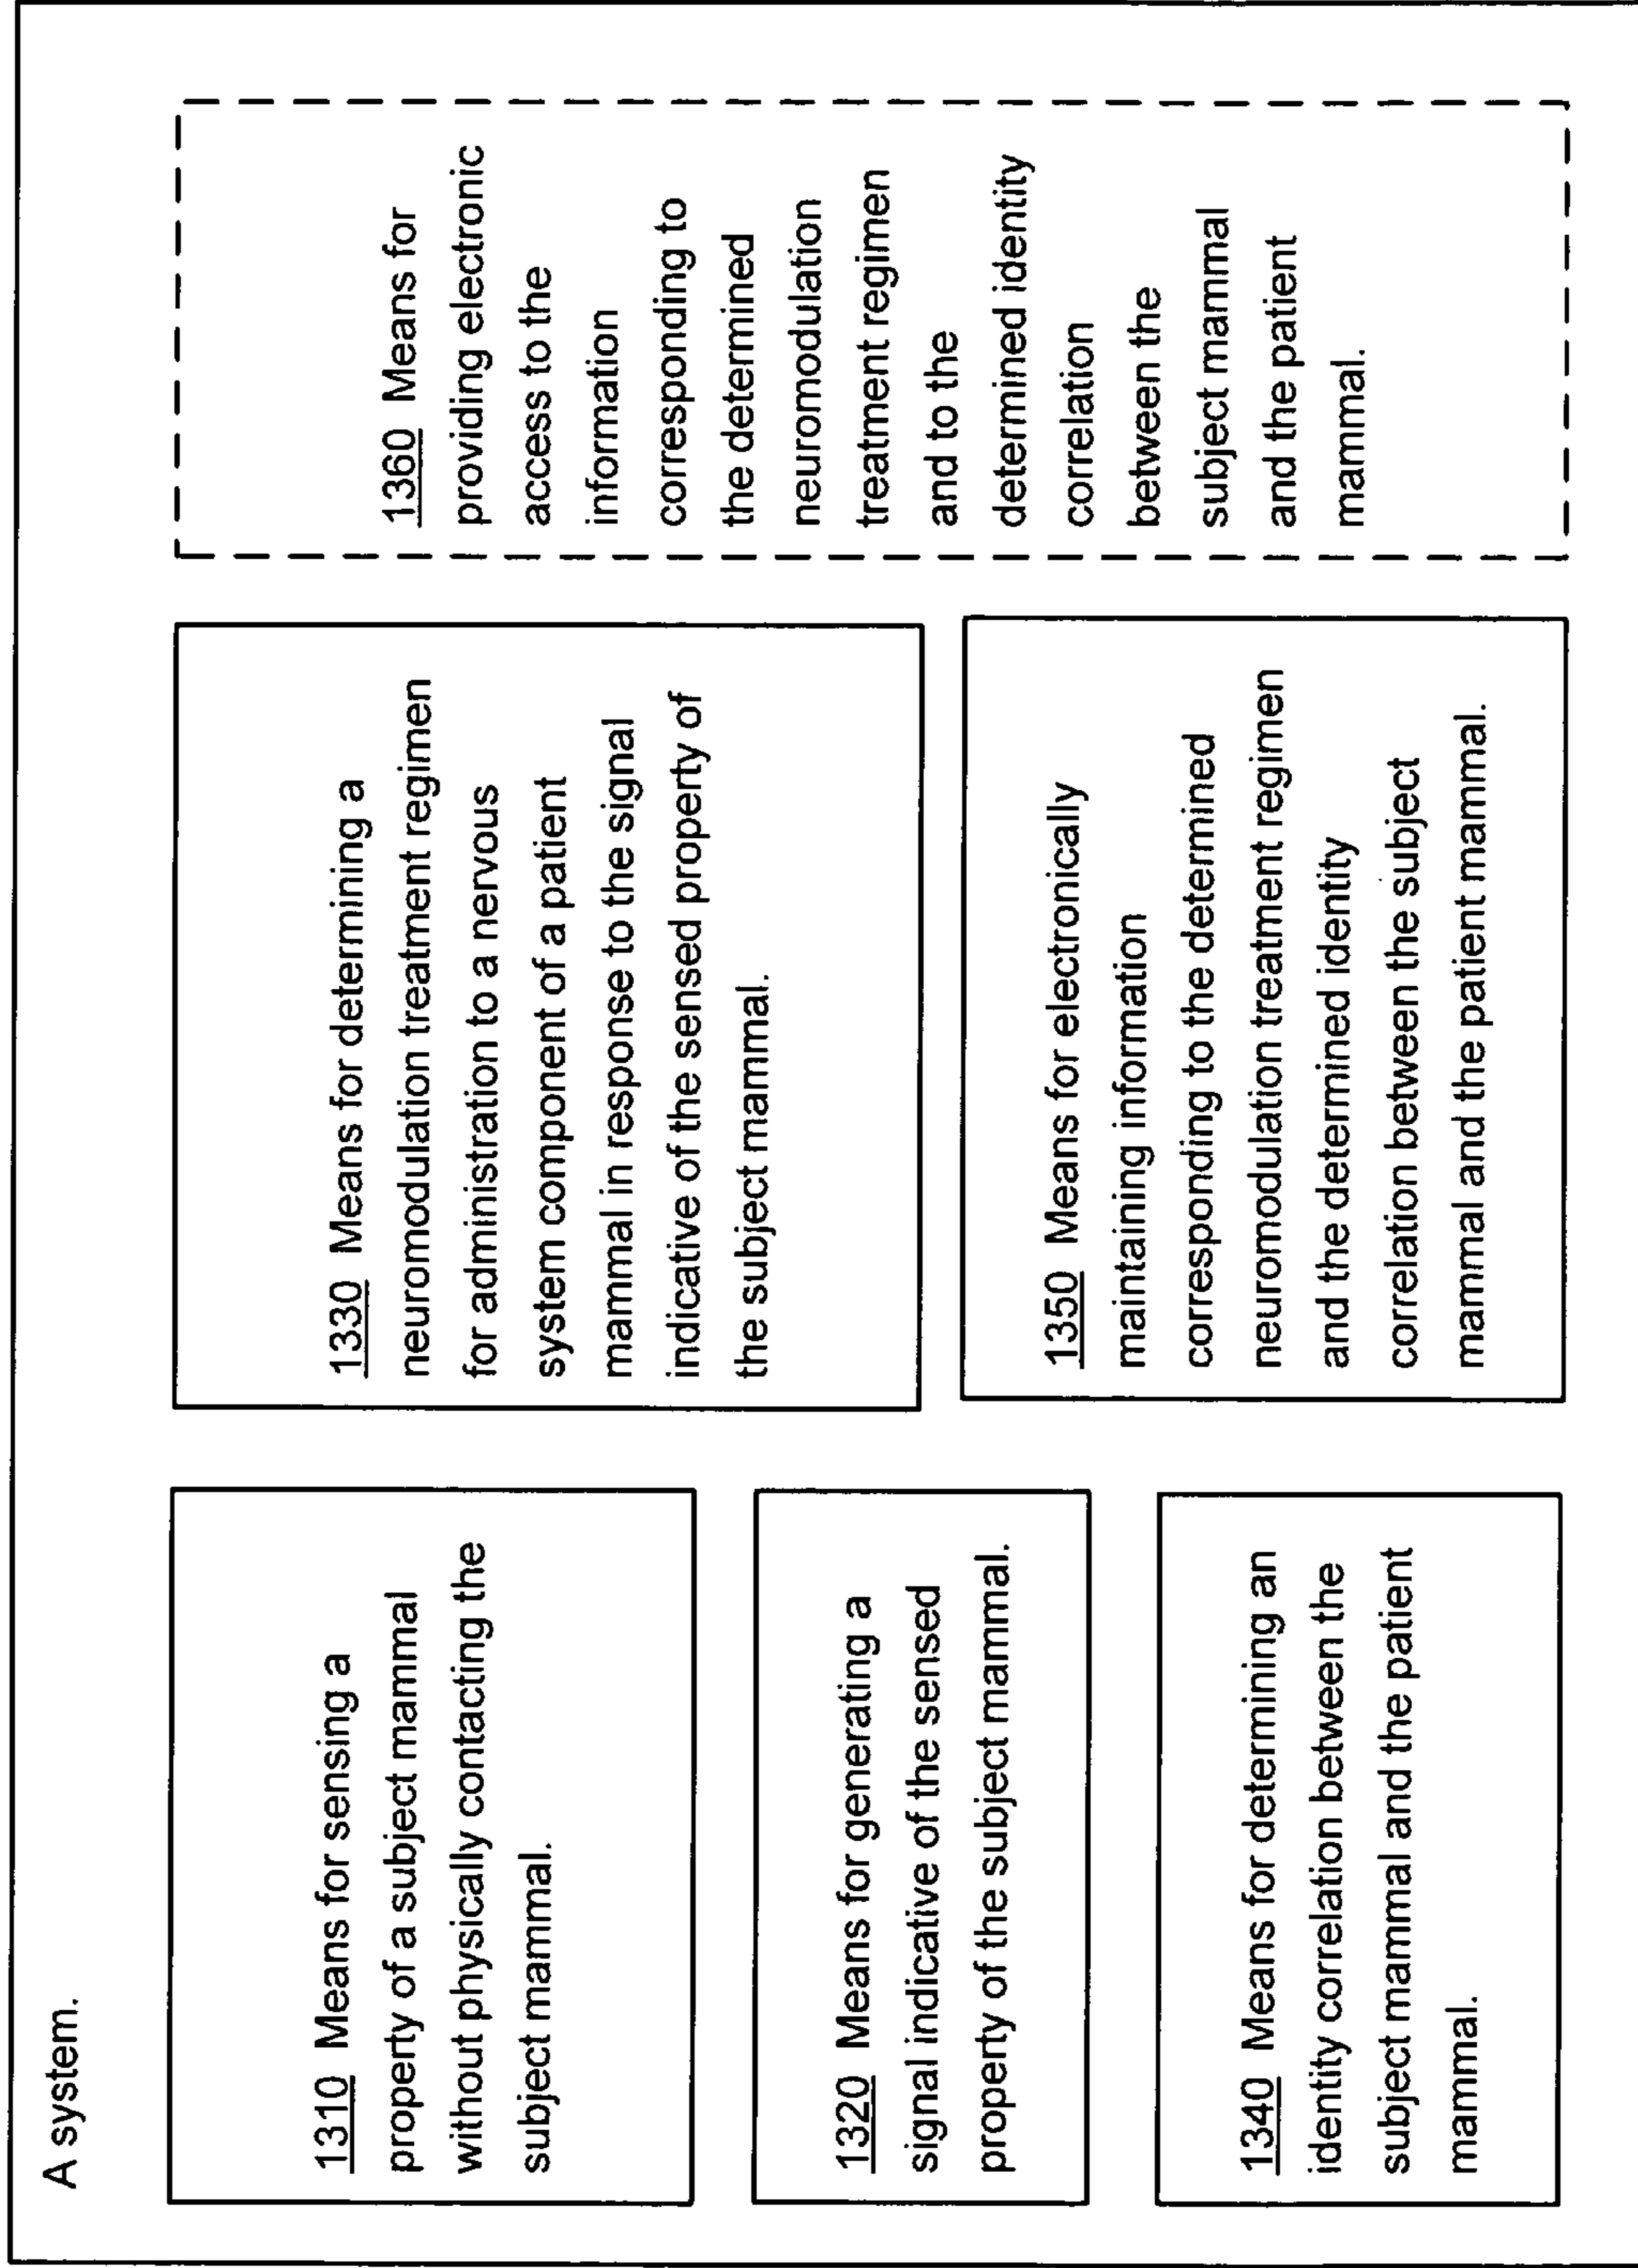 A system.
1310 Means for sensing a
property of a subject mammal
without physically contacting the
subject mammal.
1320 Means for generating a
signal indicative of the sensed
property of the subject mammal.
1340 Means for determining an
identity correlation between the
subject mammal and the patient
mammal.
1330 Means for determining a
neuromodulation treatment regimen
for administration to a nervous
system component of a patient
mammal in response to the signal
indicative of the sensed property of
the subject mammal.
1350 Means for electronically
maintaining information
corresponding to the determined
neuromodulation treatment regimen
and the determined identity
correlation between the subject
mammal and the patient mammal.
1360 Means for
providing electronic
access to the
information
corresponding to
the determined
neuromodulation
treatment regimen
and to the
determined identity
correlation
between the
subject mammal
and the patient
mammal.